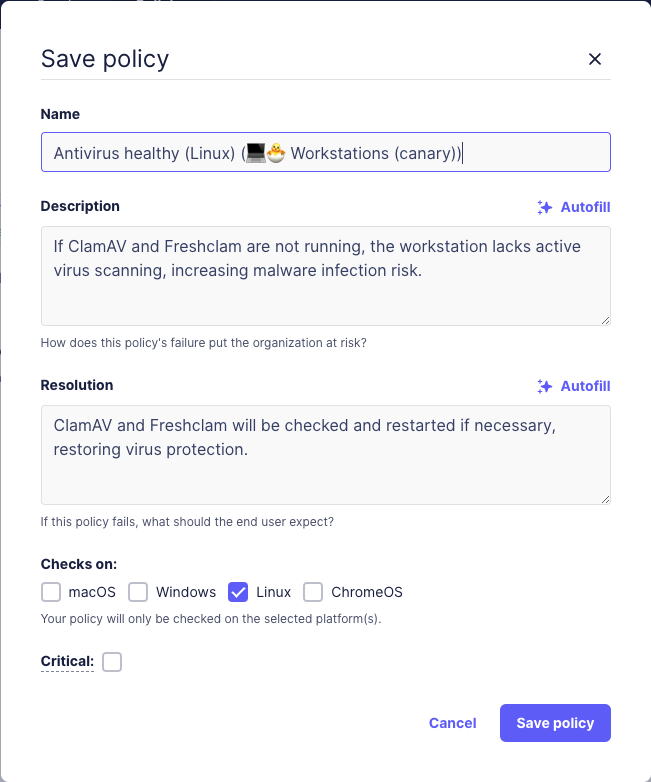 Save policy
Name
Antivirus healthy (Linux) (💻🐣 Workstations (canary))
Description
Autofill
If ClamAV and Freshclam are not running, the workstation lacks active
virus scanning, increasing malware infection risk.
How does this policy's failure put the organization at risk?
Resolution
Autofill
ClamAV and Freshclam will be checked and restarted if necessary,
restoring virus protection.
If this policy fails, what should the end user expect?
Checks on:
macOS Windows Linux ChromeOS
Your policy will only be checked on the selected platform(s).
Critical:
Cancel Save policy